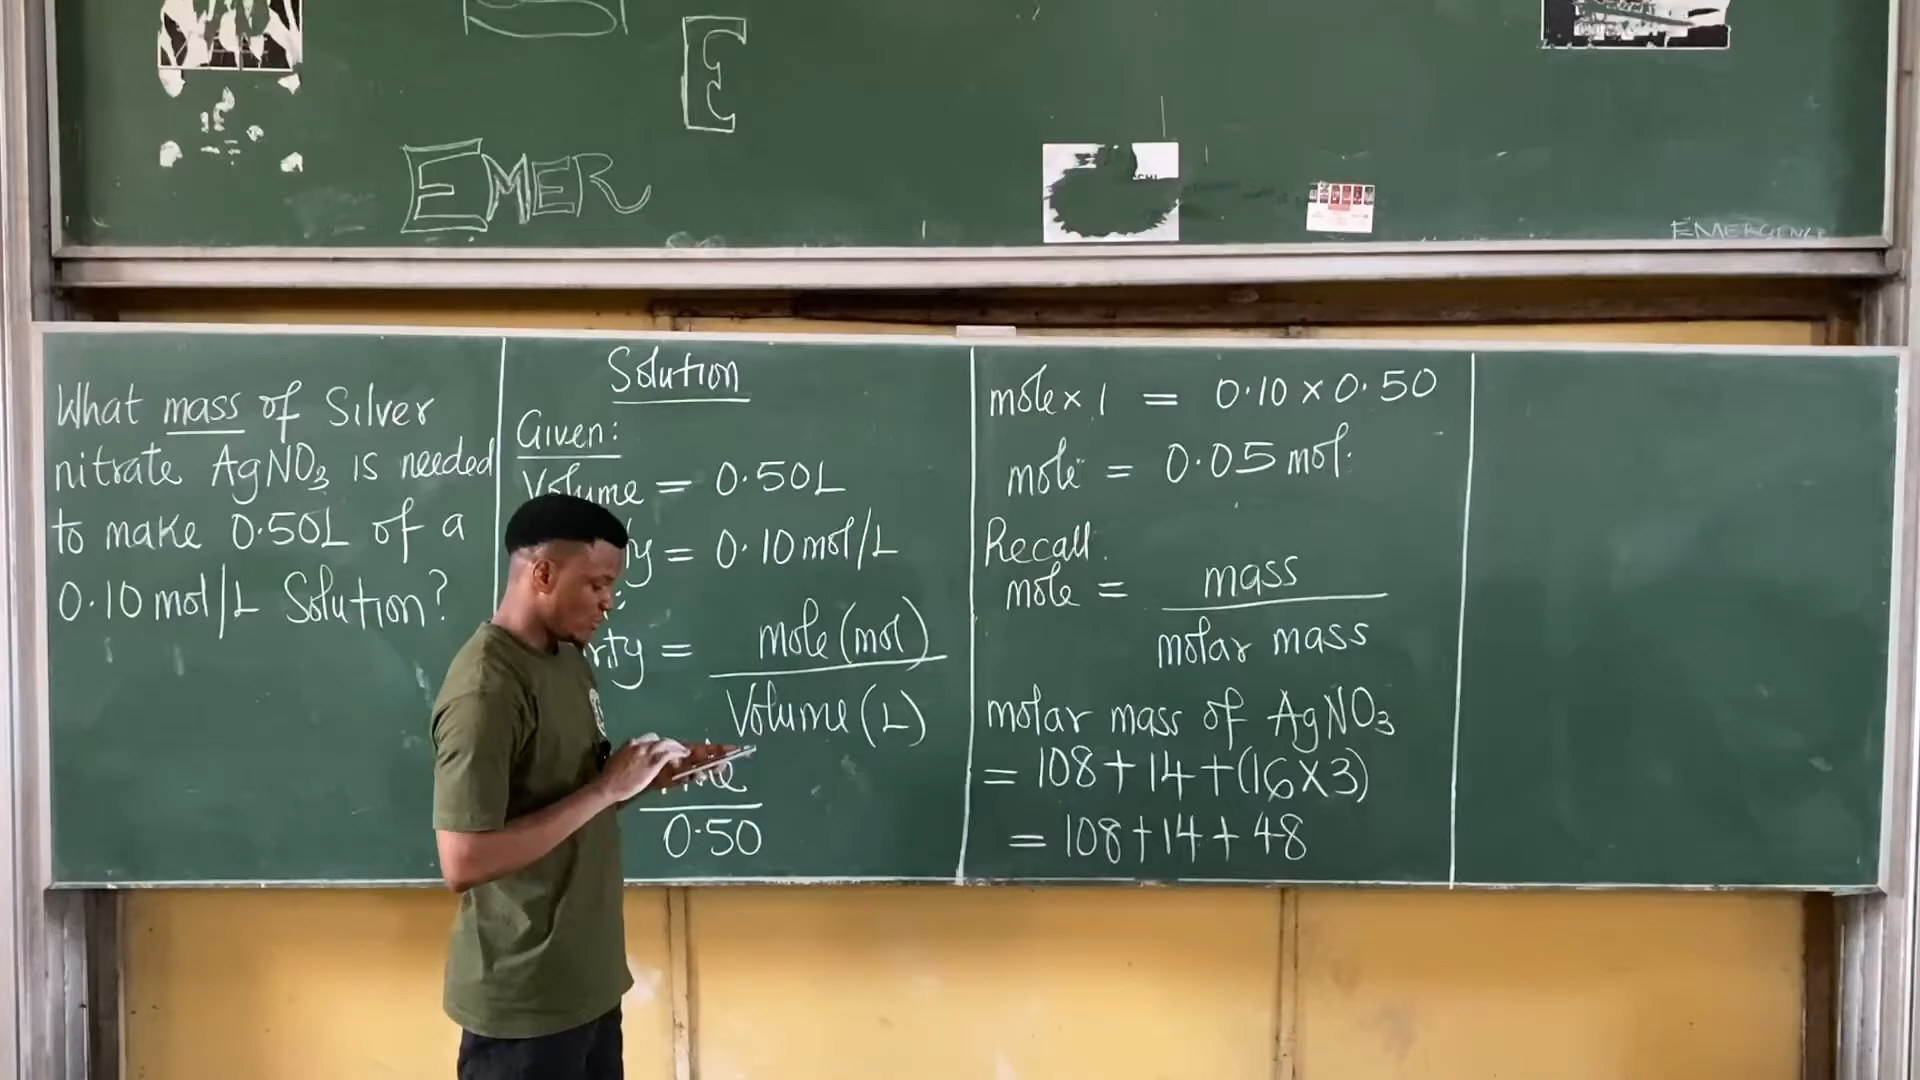 E
EMER
EMERGENCE
What mass of Silver
nitrate AgNO₃ is needed
to make 0.50L of a
0.10 mol/L Solution?
Solution
Given:
Volume = 0.50L
= 0.10 mol/L
= mole (mol)
Volume (L)
0.50
mole × 1 = 0.10 × 0.50
mole = 0.05 mol.
Recall.
mole = mass
molar mass
molar mass of AgNO₃
= 108 + 14 + (16 × 3)
= 108 + 14 + 48